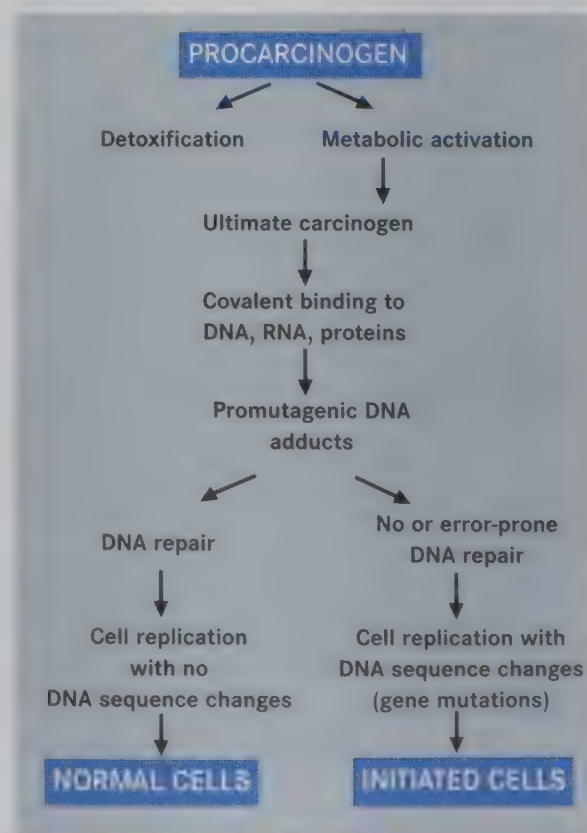 PROCARCINOGEN
Detoxification
Metabolic activation
Ultimate carcinogen
Covalent binding to
DNA, RNA, proteins
Promutagenic DNA
adducts
DNA repair
No or error-prone
DNA repair
Cell replication
with no
DNA sequence changes
Cell replication with
DNA sequence changes
(gene mutations)
NORMAL CELLS
INITIATED CELLS